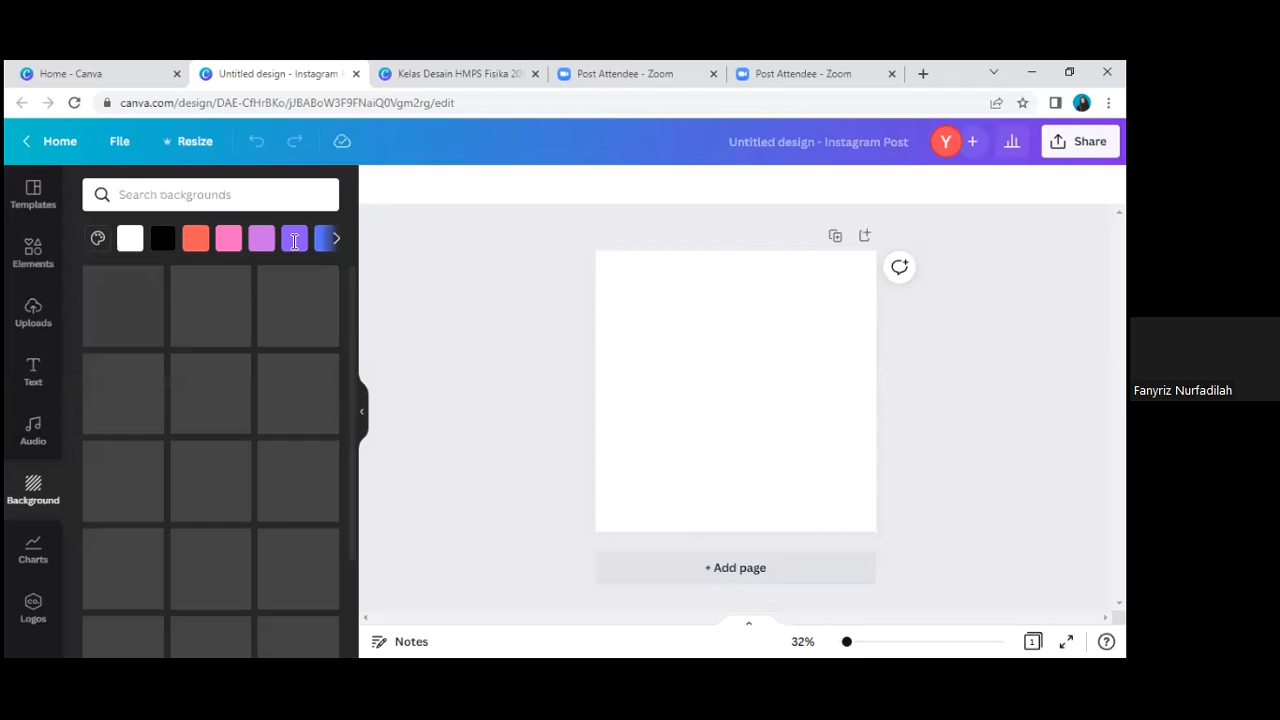 Home - Canva
Untitled design - Instagram
Kelas Desain HMPS Fisika 20
Post Attendee - Zoom
Post Attendee - Zoom
canva.com/design/DAE-CfHrBKo/jJBABoW3F9FNaiQ0Vgm2rg/edit
Home
File
Resize
Untitled design - Instagram Post
Y
Share
Templates
Search backgrounds
Elements
Uploads
Text
Audio
Background
Charts
co.
Logos
+ Add page
Notes
32%
1
Fanyriz Nurfadilah